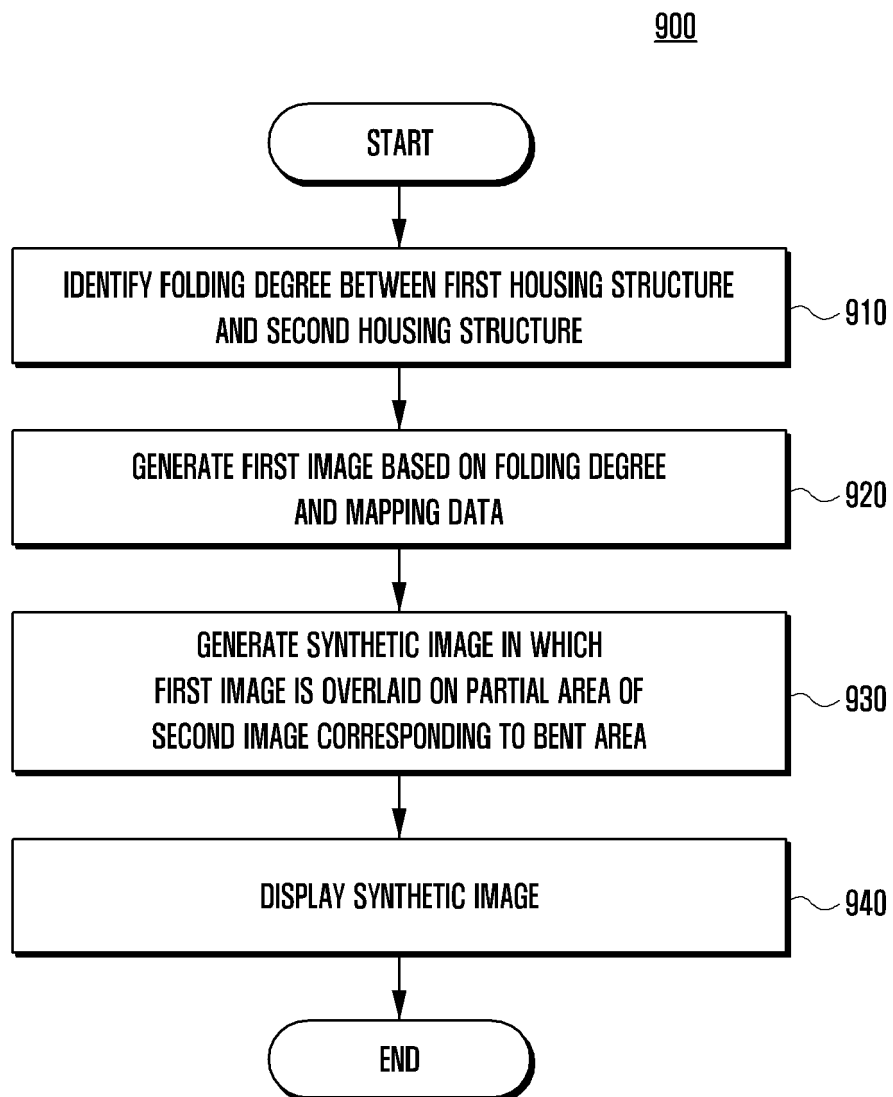 900
START
IDENTIFY FOLDING DEGREE BETWEEN FIRST HOUSING STRUCTURE
AND SECOND HOUSING STRUCTURE
910
GENERATE FIRST IMAGE BASED ON FOLDING DEGREE
AND MAPPING DATA
920
GENERATE SYNTHETIC IMAGE IN WHICH
FIRST IMAGE IS OVERLAID ON PARTIAL AREA OF
SECOND IMAGE CORRESPONDING TO BENT AREA
930
DISPLAY SYNTHETIC IMAGE
940
END